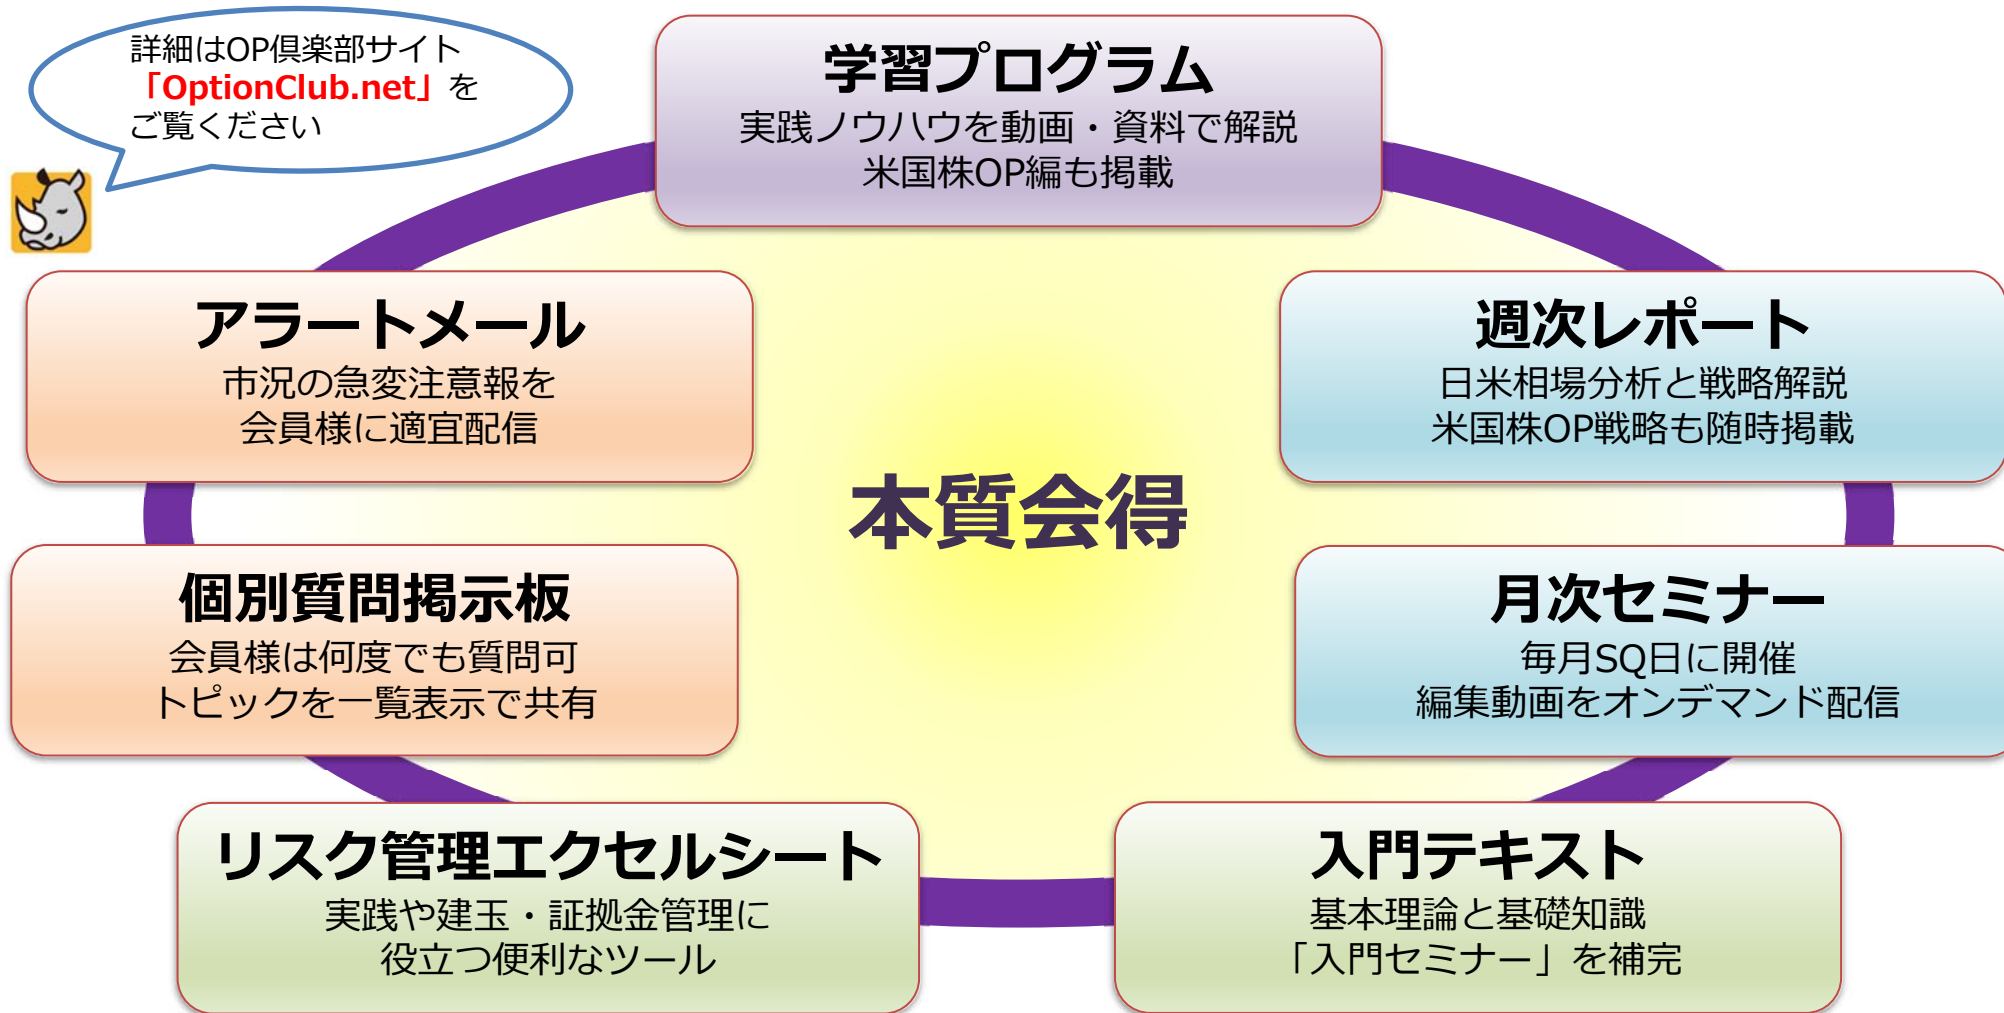 詳細はOP倶楽部サイト
「OptionClub.net」を
ご覧ください
学習プログラム
実践ノウハウを動画・資料で解説
米国株OP編も掲載
アラートメール
市況の急変注意報を
会員様に適宜配信
週次レポート
日米相場分析と戦略解説
米国株OP戦略も随時掲載
本質会得
個別質問掲示板
会員様は何度でも質問可
トピックを一覧表示で共有
月次セミナー
毎月SQ日に開催
編集動画をオンデマンド配信
リスク管理エクセルシート
実践や建玉・証拠金管理に
役立つ便利なツール
入門テキスト
基本理論と基礎知識
「入門セミナー」を補完